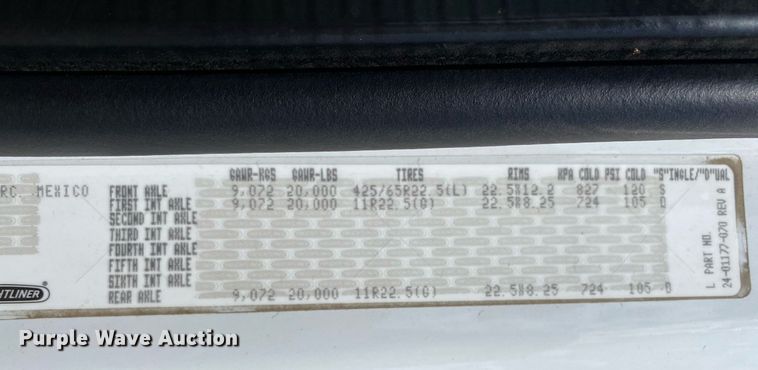 GAWR-KGS GAWR-LBS TIRES RIMS KPA COLD PSI COLD "S"INGLE/"D"UAL
RC. MEXICO FRONT AXLE 9,072 20,000 425/65R22.5(L) 22.5X12.2 827 120 S
FIRST INT AXLE 9,072 20,000 11R22.5(G) 22.5X8.25 724 105 D
SECOND INT AXLE
THIRD INT AXLE
FOURTH INT AXLE
FIFTH INT AXLE
SIXTH INT AXLE
REAR AXLE 9,072 20,000 11R22.5(G) 22.5X8.25 724 105 D
L PART NO.
24-01177-070 REV A
HTLINER
Purple Wave Auction